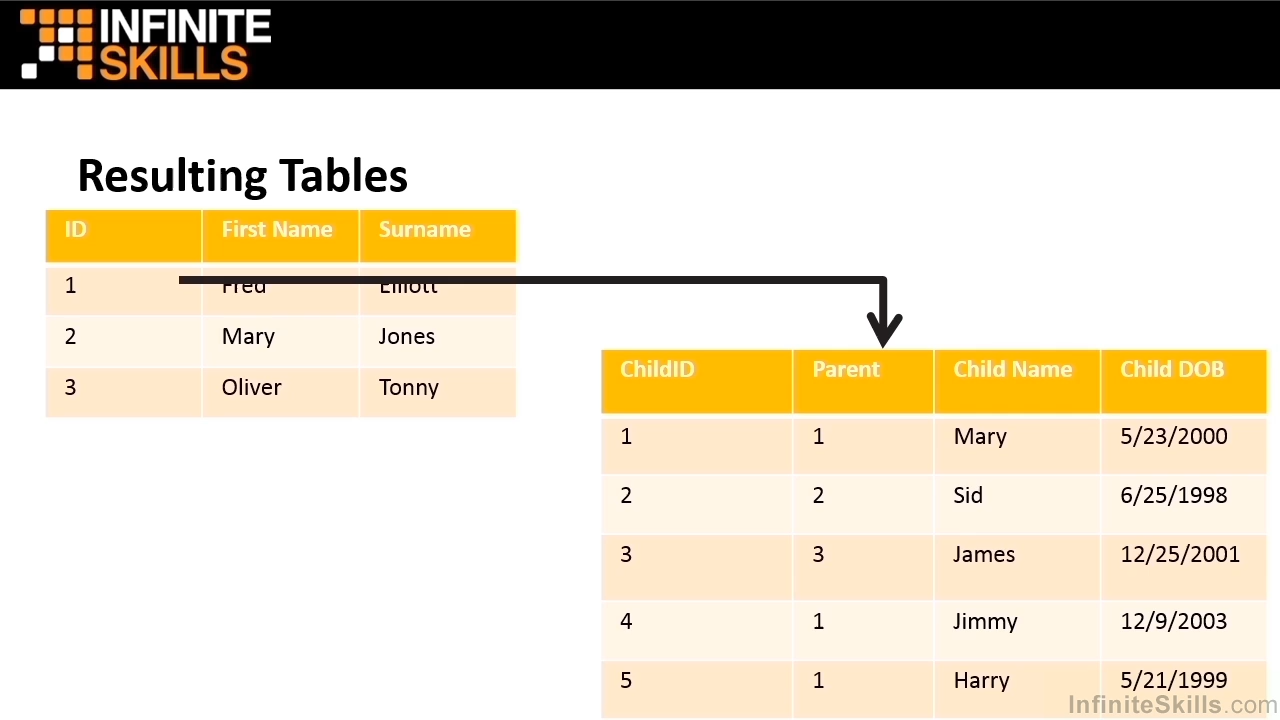 INFINITE
SKILLS
Resulting Tables
ID First Name Surname
1 Fred Elliott
2 Mary Jones
3 Oliver Tonny
ChildID Parent Child Name Child DOB
1 1 Mary 5/23/2000
2 2 Sid 6/25/1998
3 3 James 12/25/2001
4 1 Jimmy 12/9/2003
5 1 Harry 5/21/1999
InfiniteSkills.com